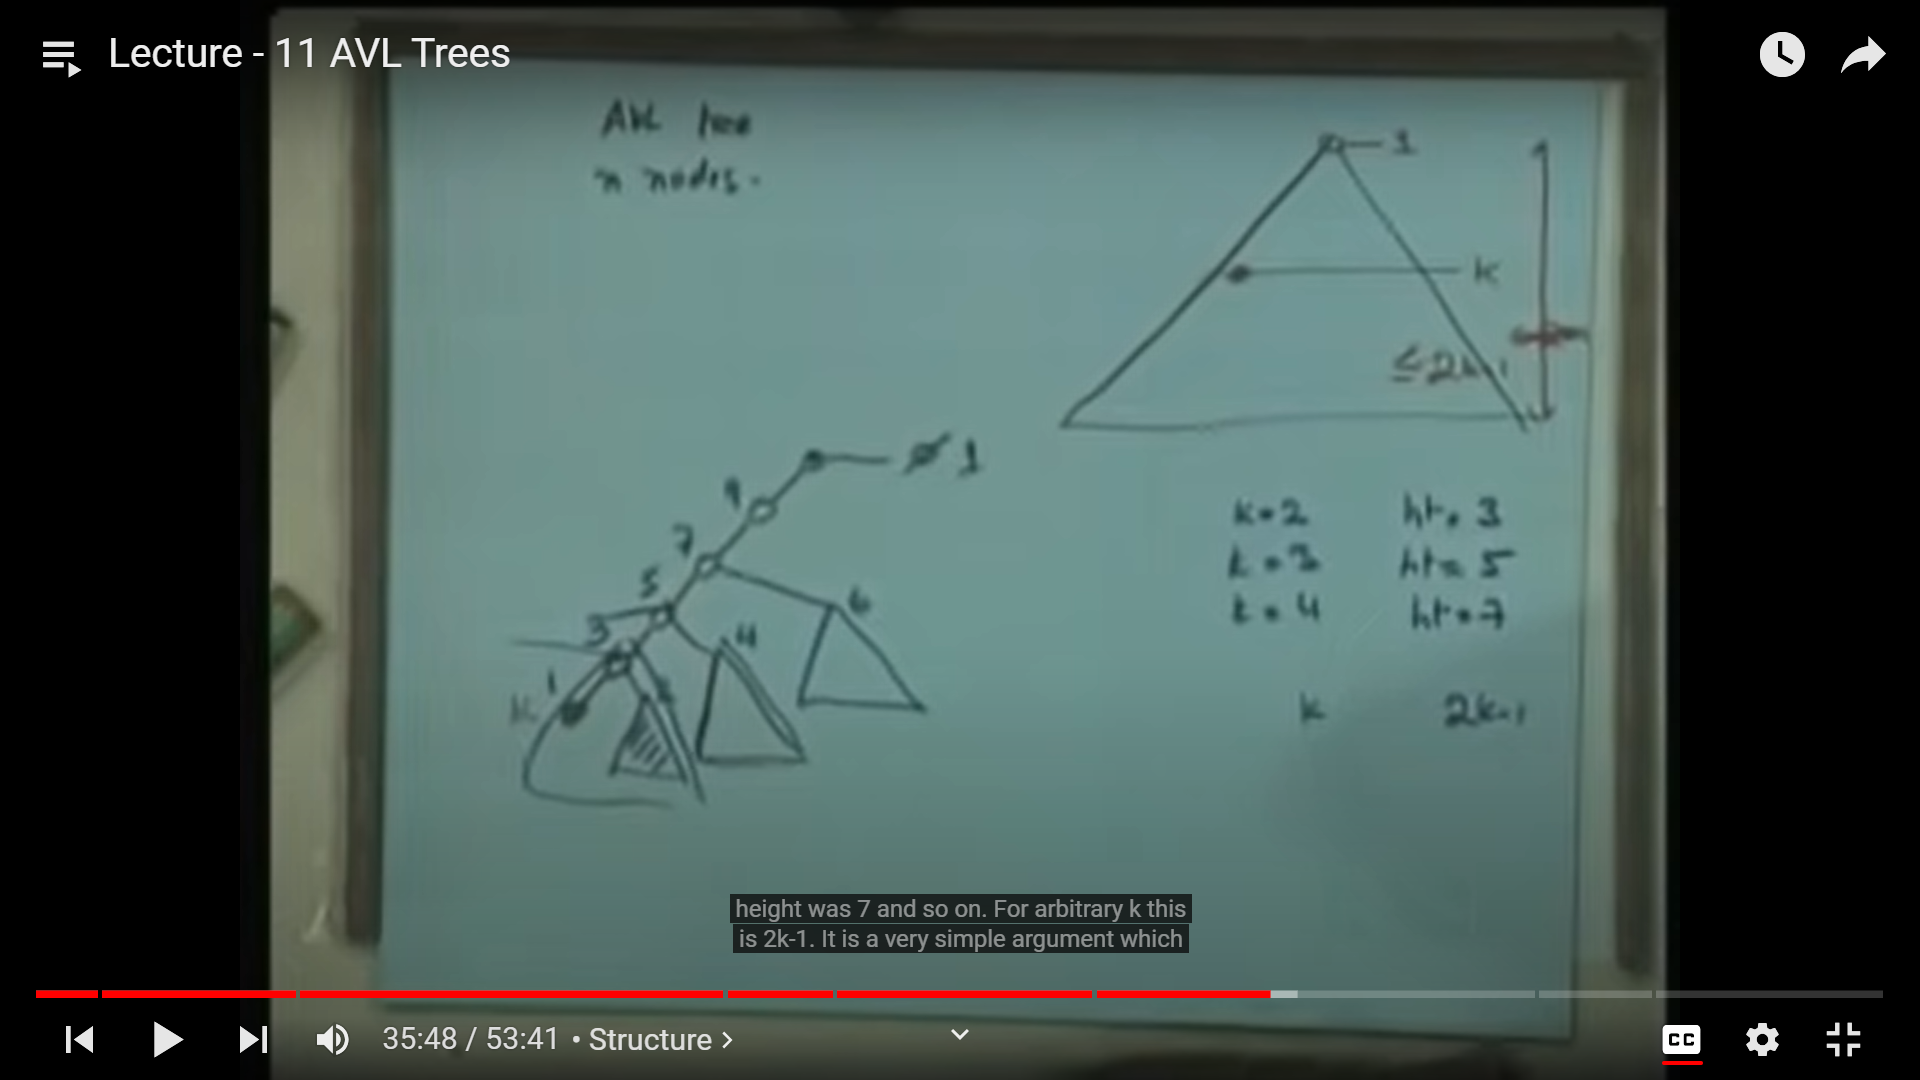 Lecture - 11 AVL Trees
AVL tree
n nodes.
1
k
≤ 2k-1
1
9
7
5
3
1
k
2
4
6
k = 2 ht = 3
k = 3 ht = 5
k = 4 ht = 7
k 2k-1
height was 7 and so on. For arbitrary k this
is 2k-1. It is a very simple argument which
35:48 / 53:41 • Structure >
CC